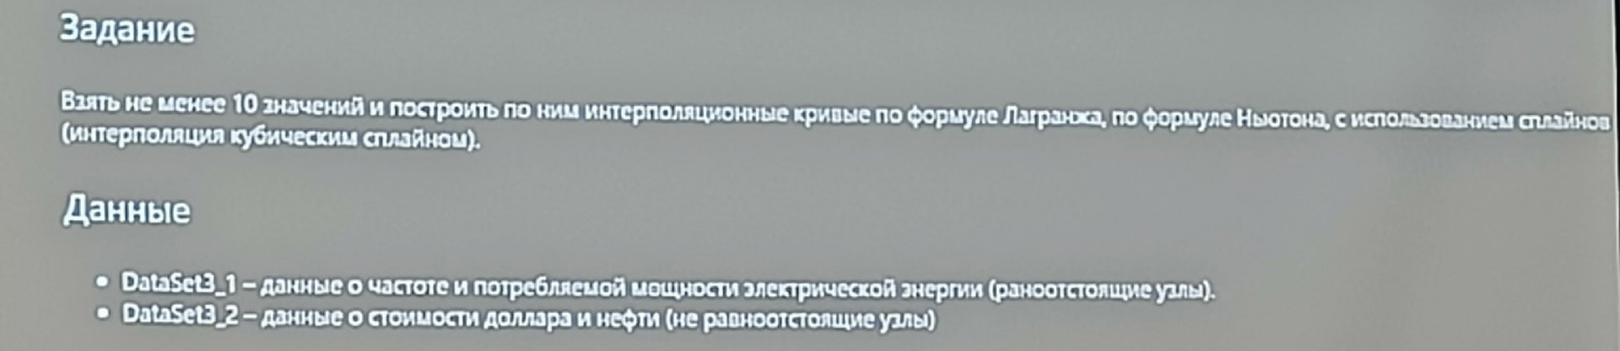 Задание
Взять не менее 10 значений и построить по ним интерполяционные кривые по формуле Лагранжа, по формуле Ньютона, с использованием сплайнов
(интерполяция кубическим сплайном).
Данные
• DataSet3_1 – данные о частоте и потребляемой мощности электрической энергии (раноотстоящие узлы).
• DataSet3_2 – данные о стоимости доллара и нефти (не равноотстоящие узлы)